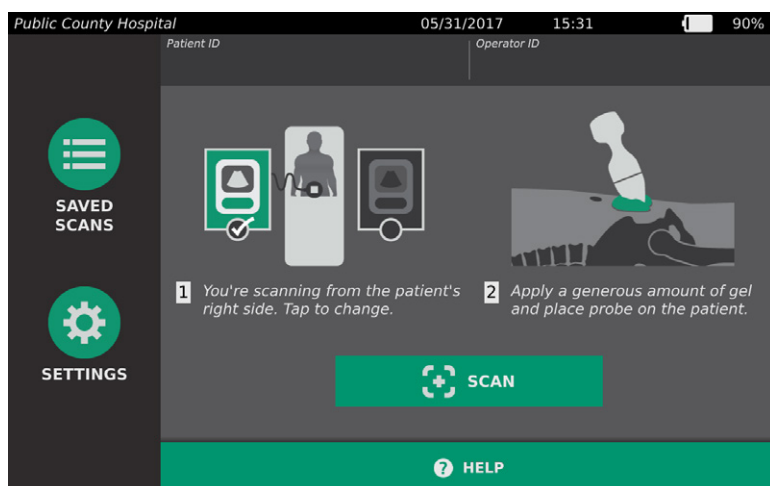 Public County Hospital 05/31/2017 15:31 90%
Patient ID Operator ID
SAVED
SCANS
1 You're scanning from the patient's
right side. Tap to change.
2 Apply a generous amount of gel
and place probe on the patient.
SETTINGS
SCAN
? HELP